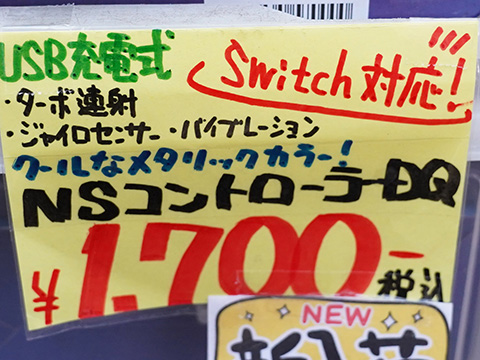 USB充電式
Switch対応!
・ターボ連射
・ジャイロセンサー・バイブレーション
クールなメタリックカラー!
NSコントローラーDQ
¥1,700-
税込
NEW